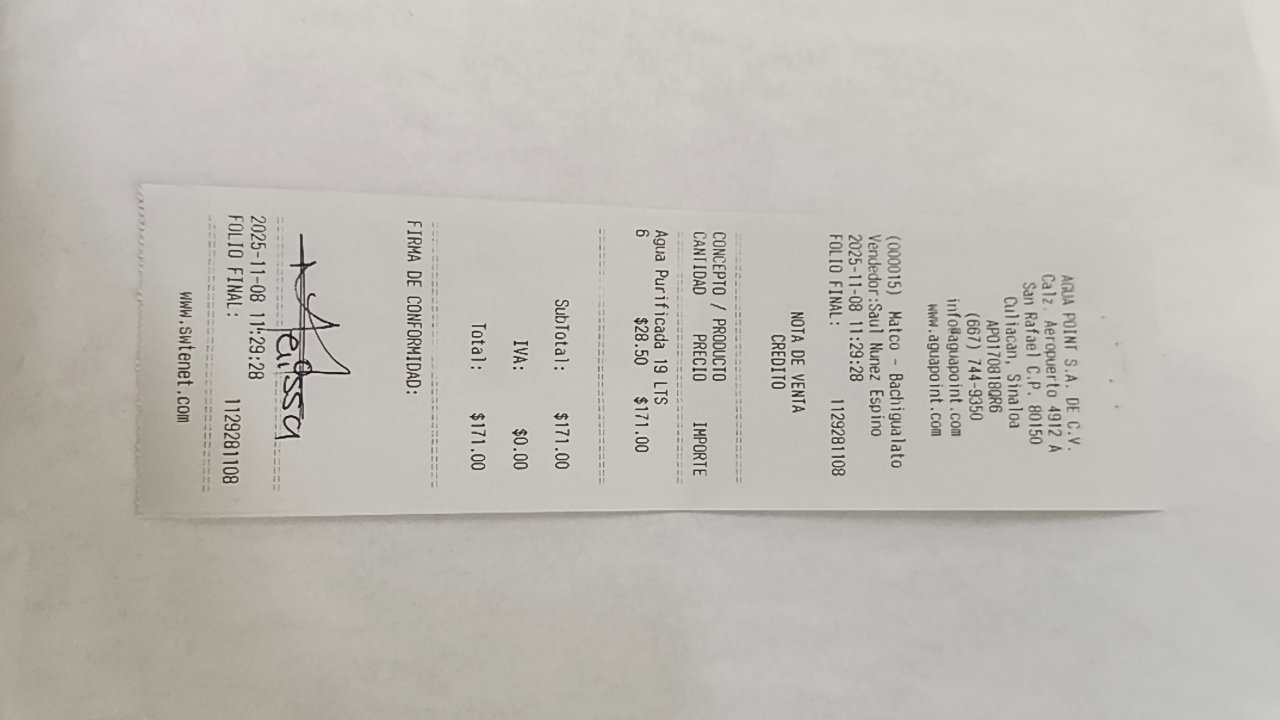 AGUA POINT S.A. DE C.V.
Calz. Aeropuerto 4912 A
San Rafael C.P. 80150
Culiacan, Sinaloa
APO170818QR6
(667) 744-9350
info@aguapoint.com
www.aguapoint.com
(000015) Matco - Bachigualato
Vendedor:Saul Nunez Espino
2025-11-08 11:29:28
FOLIO FINAL: 1129281108
NOTA DE VENTA
CREDITO
CONCEPTO / PRODUCTO
CANTIDAD PRECIO IMPORTE
Agua Purificada 19 LTS
6 $28.50 $171.00
SubTotal: $171.00
IVA: $0.00
Total: $171.00
FIRMA DE CONFORMIDAD:
2025-11-08 11:29:28
FOLIO FINAL: 1129281108
www.swtenet.com